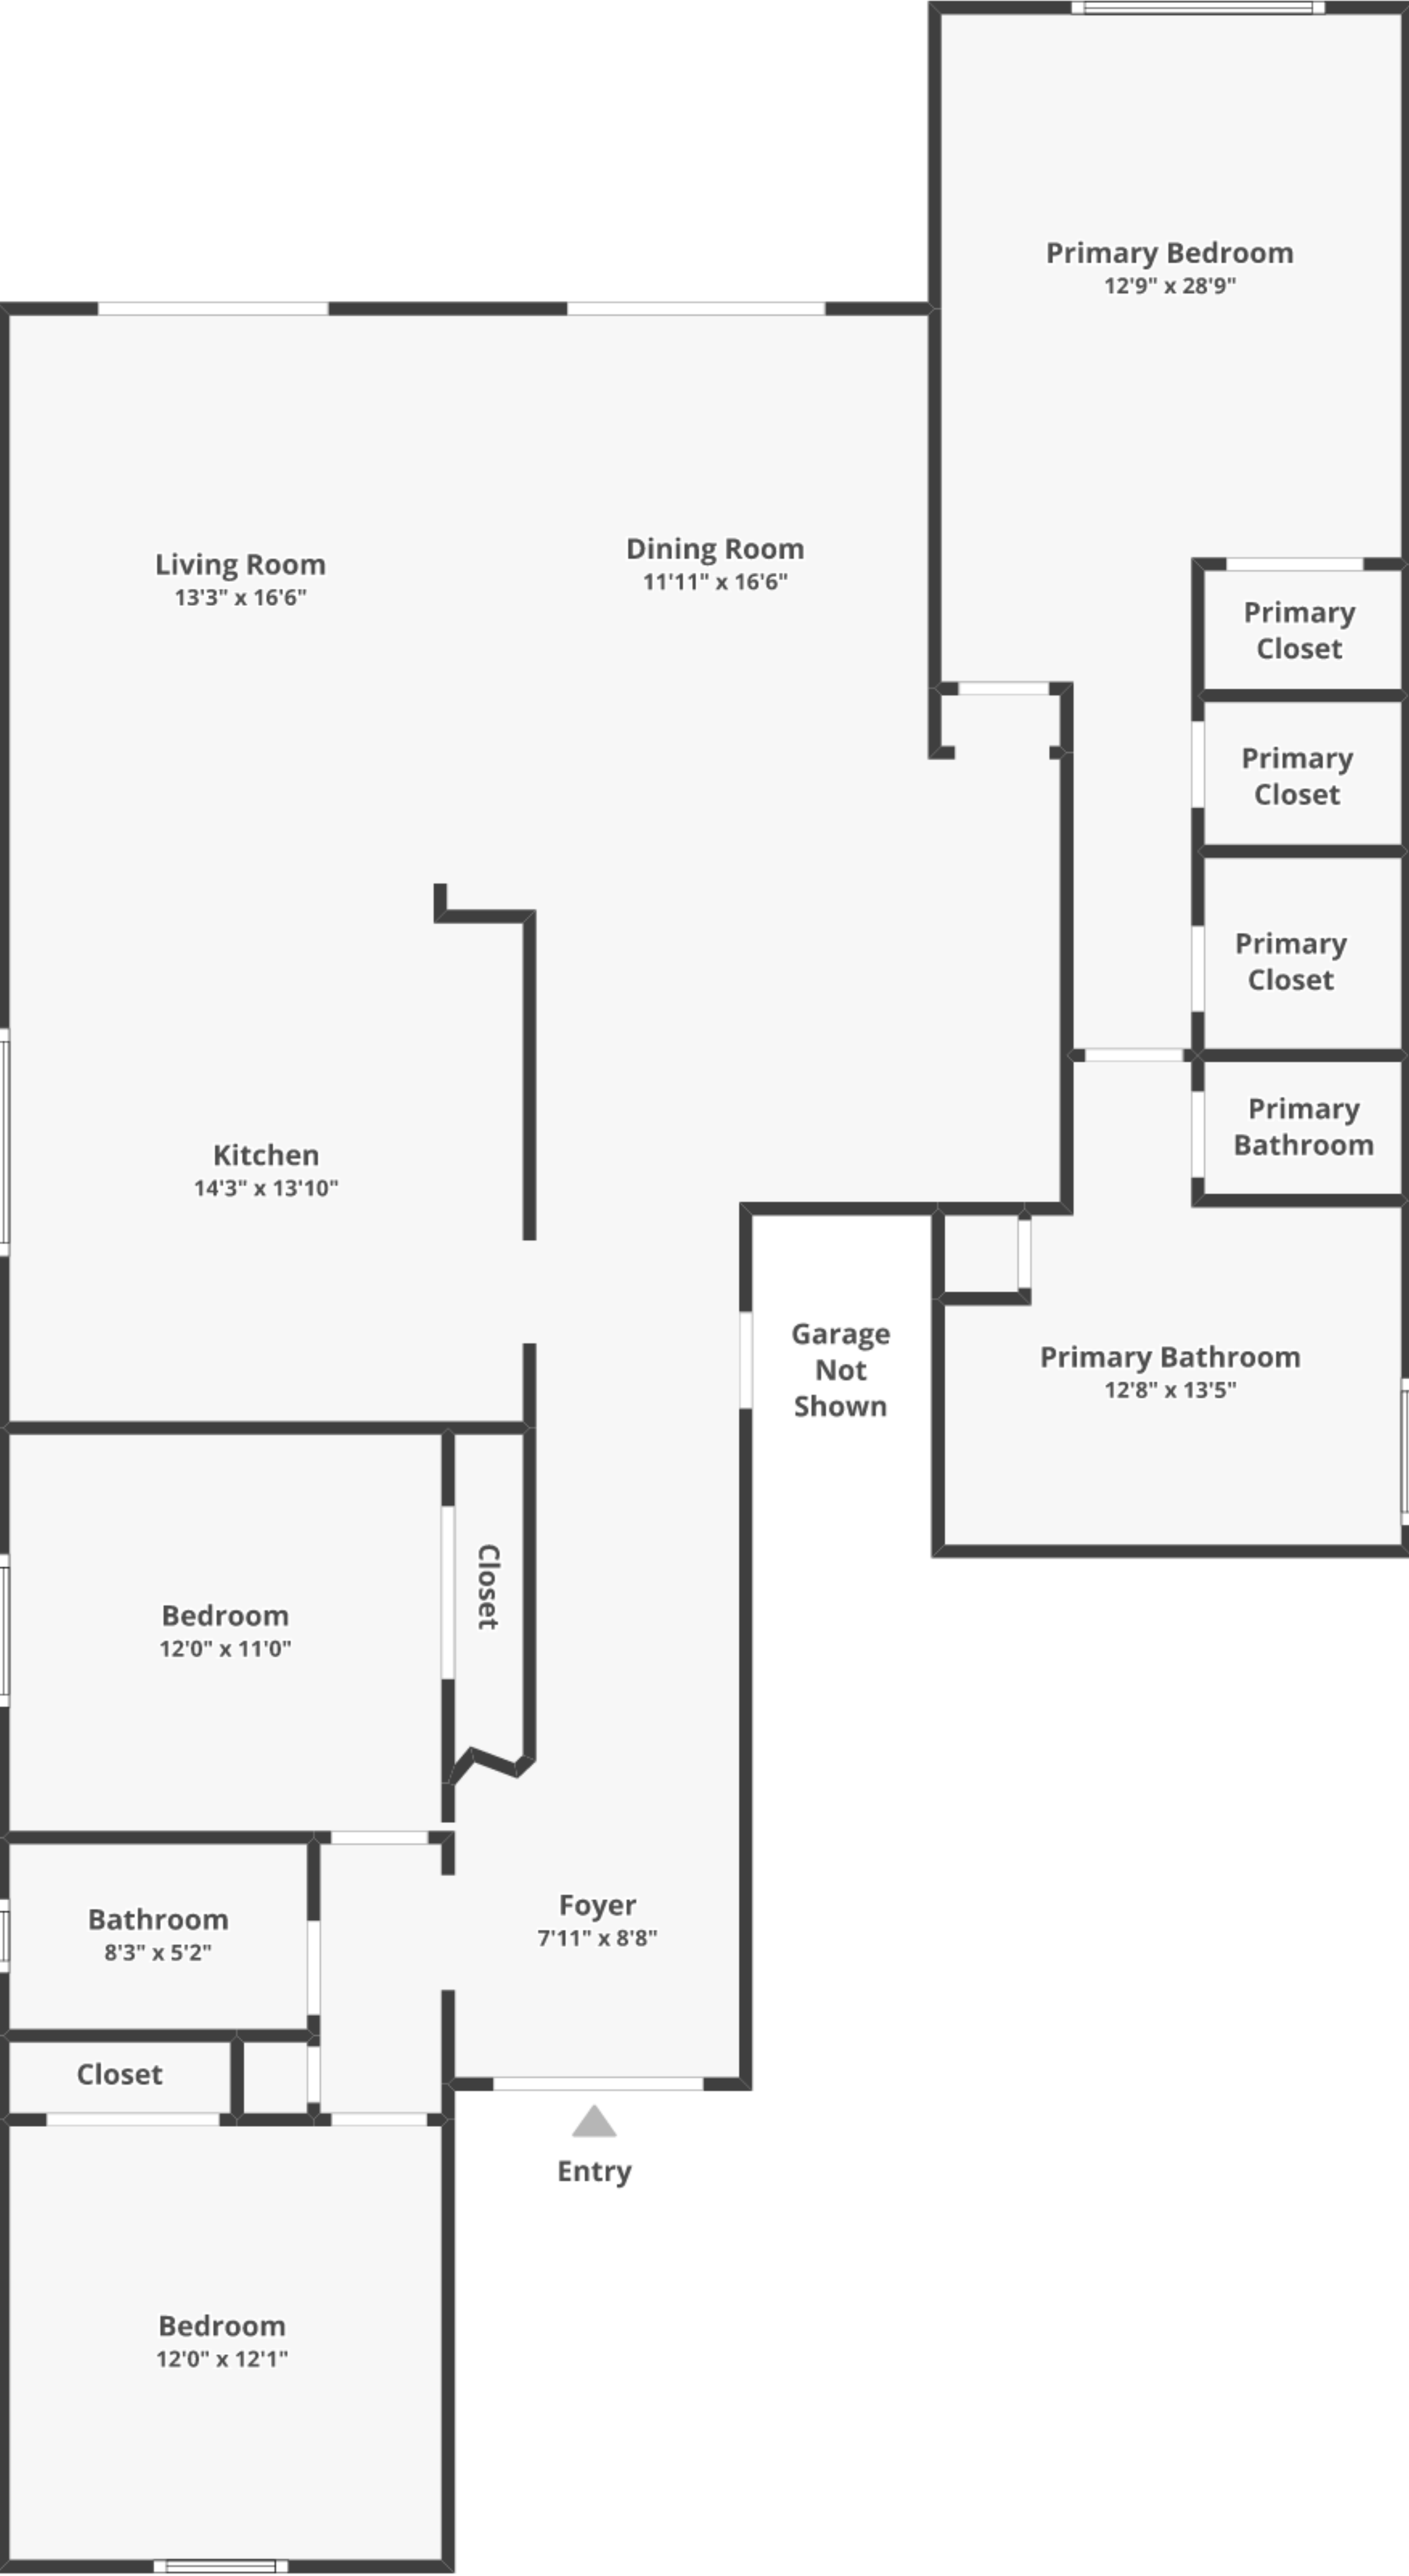 Primary Bedroom
12'9" x 28'9"
Living Room
13'3" x 16'6"
Dining Room
11'11" x 16'6"
Primary
Closet
Primary
Closet
Primary
Closet
Primary
Bathroom
Kitchen
14'3" x 13'10"
Garage
Not
Shown
Primary Bathroom
12'8" x 13'5"
Closet
Bedroom
12'0" x 11'0"
Bathroom
8'3" x 5'2"
Foyer
7'11" x 8'8"
Closet
Entry
Bedroom
12'0" x 12'1"